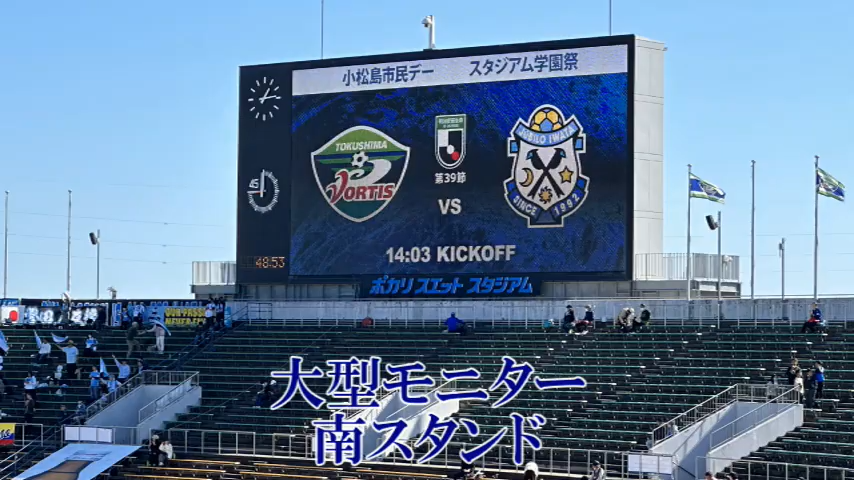 小松島市民デー スタジアム学園祭
TOKUSHIMA
VORTIS
第39節
VS
JUBILO IWATA
SINCE 1992
14:03 KICKOFF
45
48:53
ポカリスエット スタジアム
大型モニター
南スタンド